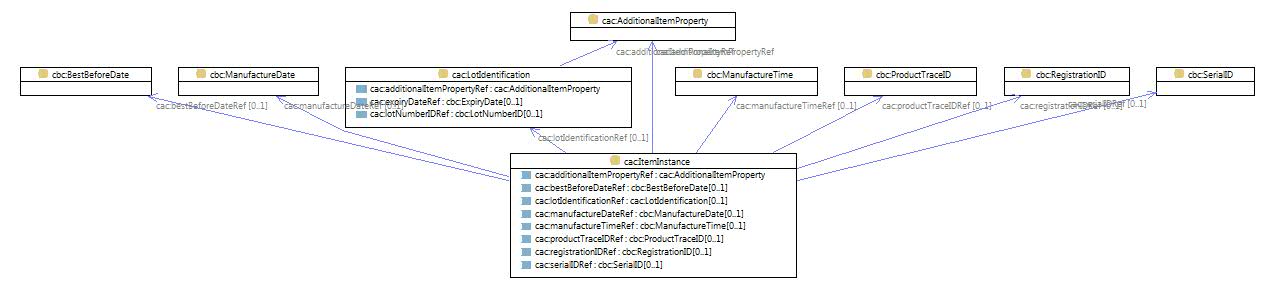 cac:AdditionalItemProperty
cac:additionalItemPropertyRef
cbc:BestBeforeDate
cbc:ManufactureDate
cac:LotIdentification
cbc:ManufactureTime
cbc:ProductTraceID
cbc:RegistrationID
cbc:SerialID
cac:additionalItemPropertyRef : cac:AdditionalItemProperty
cac:expiryDateRef : cbc:ExpiryDate[0..1]
cac:lotNumberIDRef : cbc:LotNumberID[0..1]
cac:bestBeforeDateRef [0..1]
cac:manufactureDateRef [0..1]
cac:manufactureTimeRef [0..1]
cac:productTraceIDRef [0..1]
cac:registrationIDRef [0..1]
cac:serialIDRef [0..1]
cac:lotIdentificationRef [0..1]
cac:ItemInstance
cac:additionalItemPropertyRef : cac:AdditionalItemProperty
cac:bestBeforeDateRef : cbc:BestBeforeDate[0..1]
cac:lotIdentificationRef : cac:LotIdentification[0..1]
cac:manufactureDateRef : cbc:ManufactureDate[0..1]
cac:manufactureTimeRef : cbc:ManufactureTime[0..1]
cac:productTraceIDRef : cbc:ProductTraceID[0..1]
cac:registrationIDRef : cbc:RegistrationID[0..1]
cac:serialIDRef : cbc:SerialID[0..1]